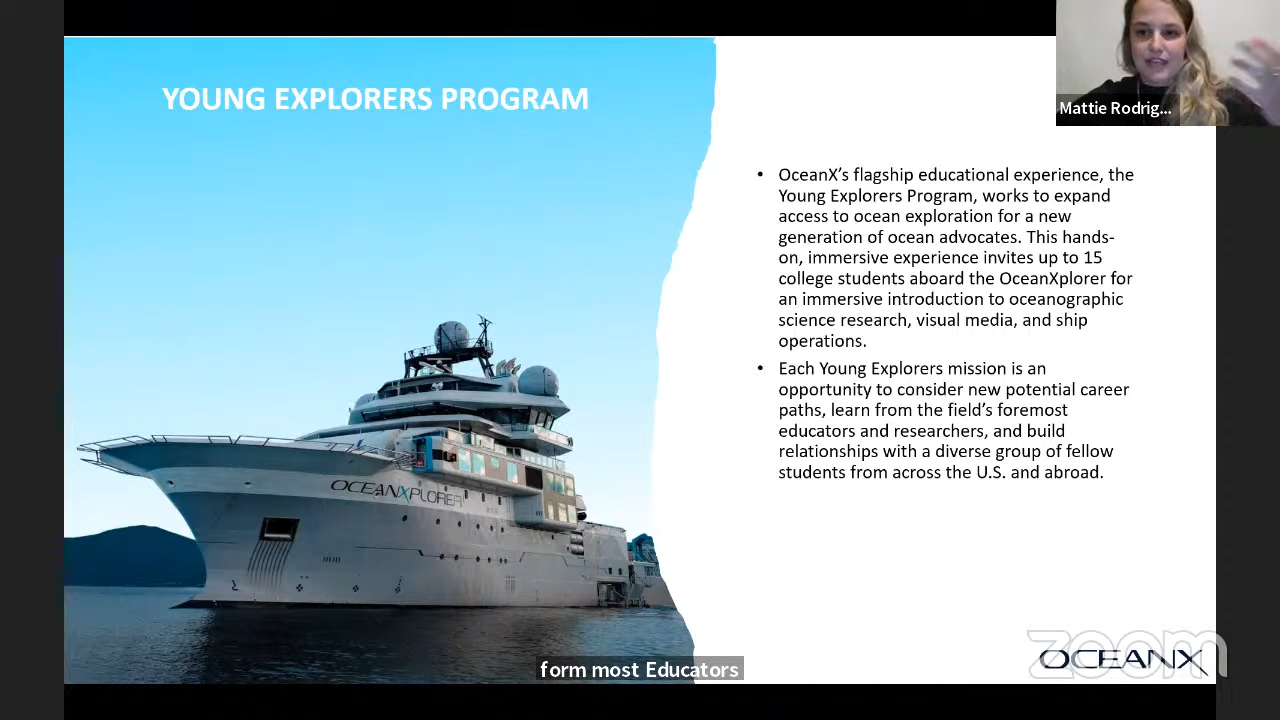 YOUNG EXPLORERS PROGRAM
Mattie Rodrig...
• OceanX's flagship educational experience, the
Young Explorers Program, works to expand
access to ocean exploration for a new
generation of ocean advocates. This hands-
on, immersive experience invites up to 15
college students aboard the OceanXplorer for
an immersive introduction to oceanographic
science research, visual media, and ship
operations.
• Each Young Explorers mission is an
opportunity to consider new potential career
paths, learn from the field's foremost
educators and researchers, and build
relationships with a diverse group of fellow
students from across the U.S. and abroad.
OCEANXPLORER
zoom
OCEANX
form most Educators